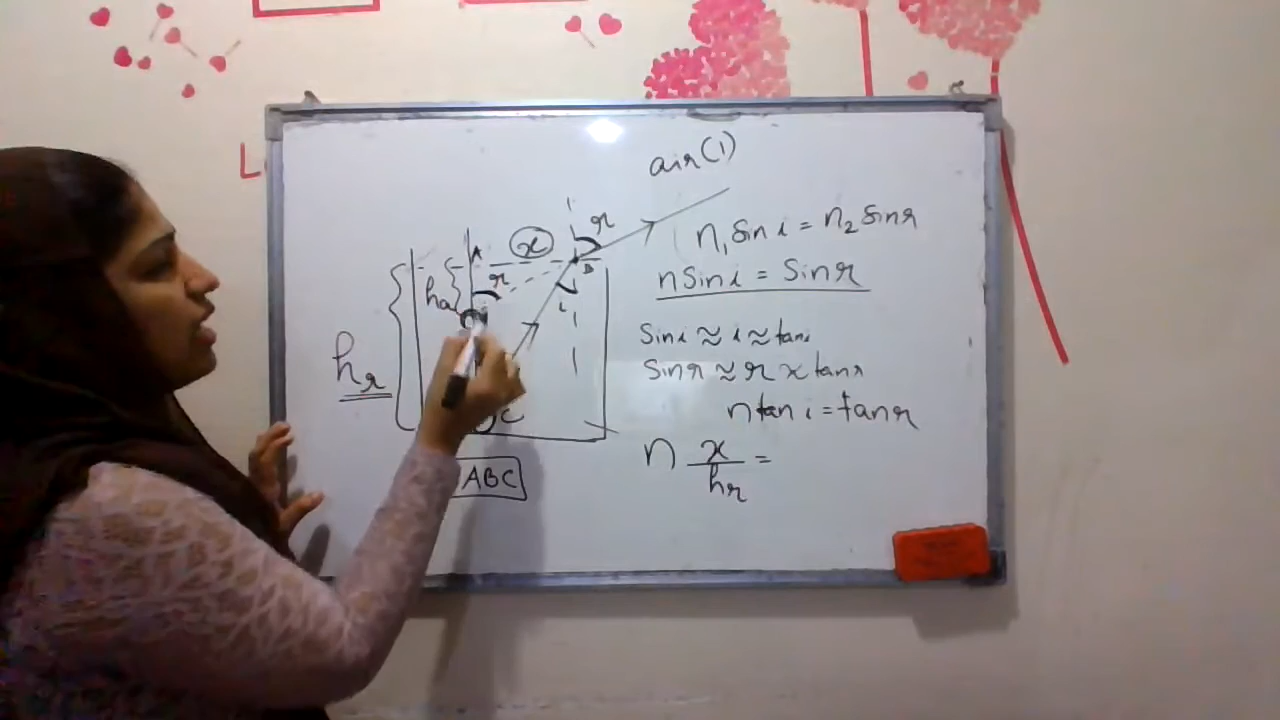 L
air(1)
r
x
A
B
n₁ sin i = n₂ sin r
n sin i = sin r
r
ha
i
hr
sin i ≈ i ≈ tan i
sin r ≈ r x tan r
n tan i = tan r
C
n x/hr =
ABC